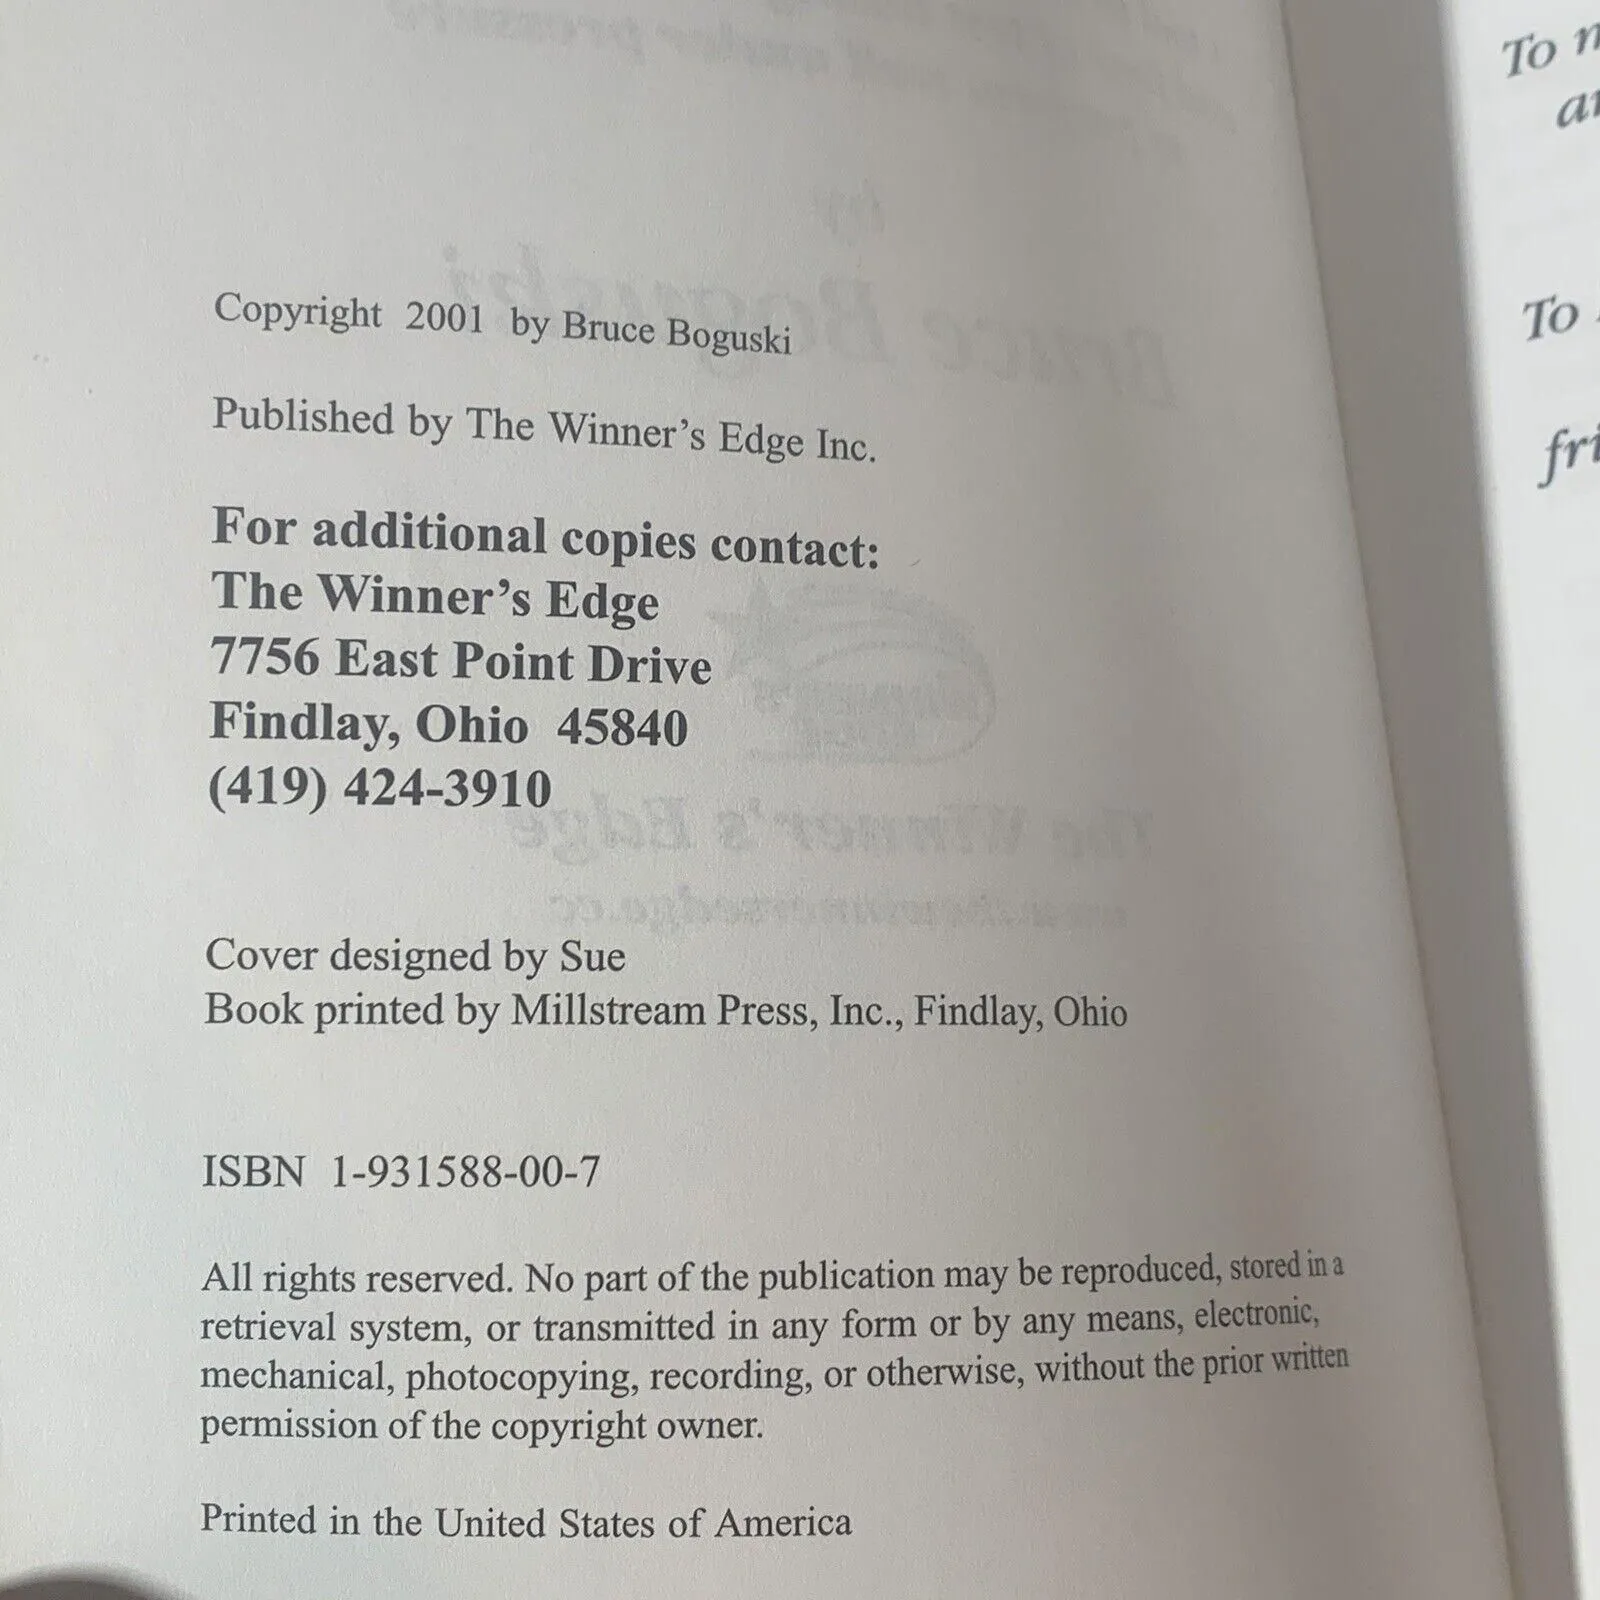 Copyright 2001 by Bruce Boguski
Published by The Winner's Edge Inc.
For additional copies contact:
The Winner's Edge
7756 East Point Drive
Findlay, Ohio 45840
(419) 424-3910
Cover designed by Sue
Book printed by Millstream Press, Inc., Findlay, Ohio
ISBN 1-931588-00-7
All rights reserved. No part of the publication may be reproduced, stored in a
retrieval system, or transmitted in any form or by any means, electronic,
mechanical, photocopying, recording, or otherwise, without the prior written
permission of the copyright owner.
Printed in the United States of America
To
To